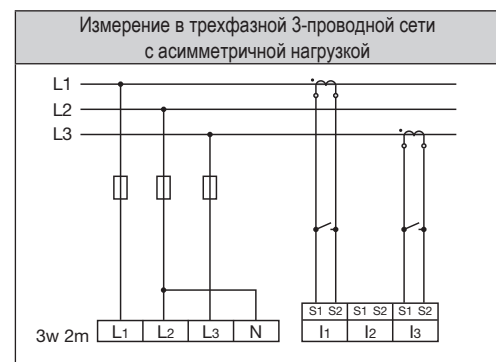 Измерение в трехфазной 3-проводной сети
с асимметричной нагрузкой
L1
L2
L3
S1 S2 S1 S2 S1 S2
3w 2m L1 L2 L3 N I1 I2 I3